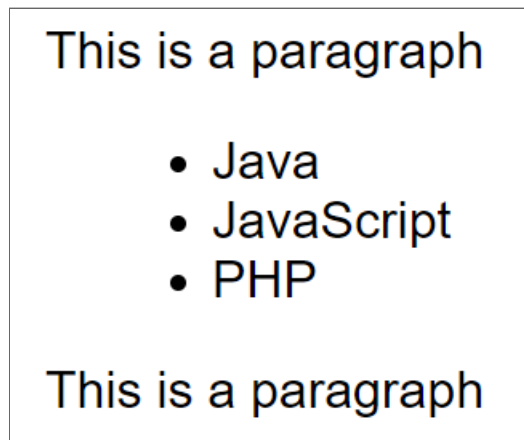 This is a paragraph
• Java
• JavaScript
• PHP
This is a paragraph